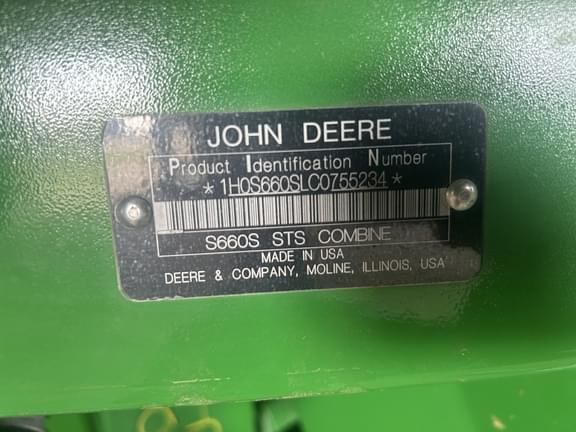 JOHN DEERE
Product Identification Number
*1H0S660SLC0755234*
S660S STS COMBINE
MADE IN USA
DEERE & COMPANY, MOLINE, ILLINOIS, USA